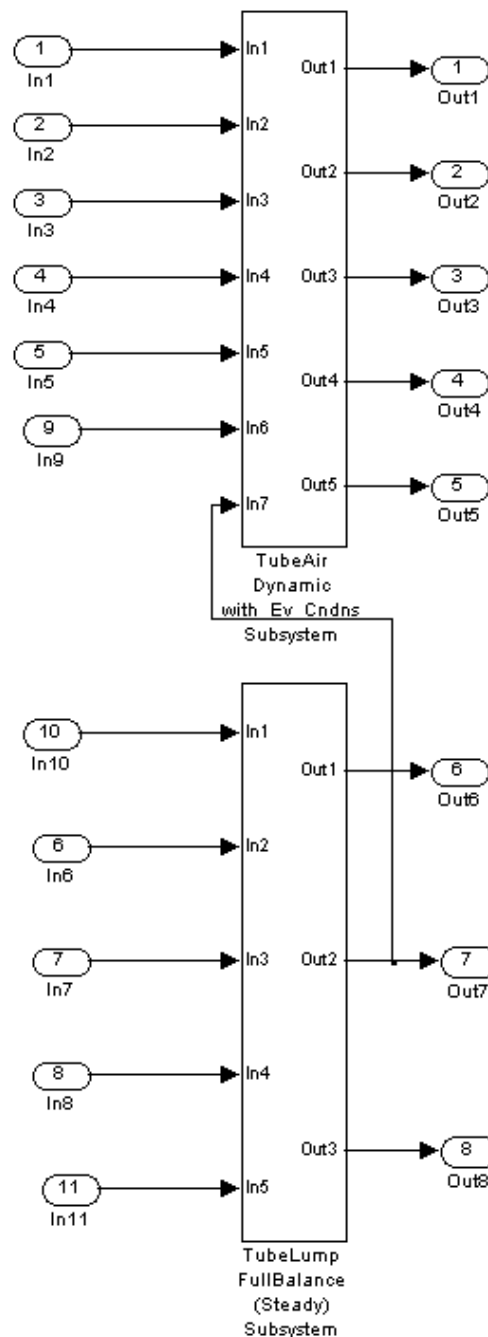 1 In1 Out1 1
In1 Out1
2 In2 Out2 2
In2 Out2
3 In3 Out3 3
In3 Out3
4 In4 Out4 4
In4 Out4
5 In5 Out5 5
In5 Out5
9 In6
In9
In7
TubeAir
Dynamic
with Ev Cndns
Subsystem
10 In1 Out1 6
In10 Out6
6 In2
In6
7 In3 Out2 7
In7 Out7
8 In4
In8
Out3 8
Out8
11 In5
In11
TubeLump
FullBalance
(Steady)
Subsystem